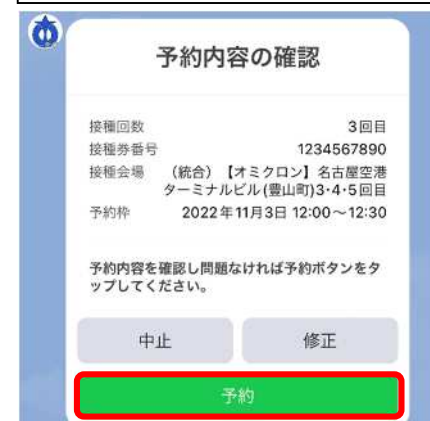 予約内容の確認
接種回数 3回目
接種券番号 1234567890
接種会場 （統合）【オミクロン】名古屋空港
ターミナルビル(豊山町)3・4・5回目
予約枠 2022年11月3日 12:00～12:30
予約内容を確認し問題なければ予約ボタンをタ
ップしてください。
中止 修正
予約